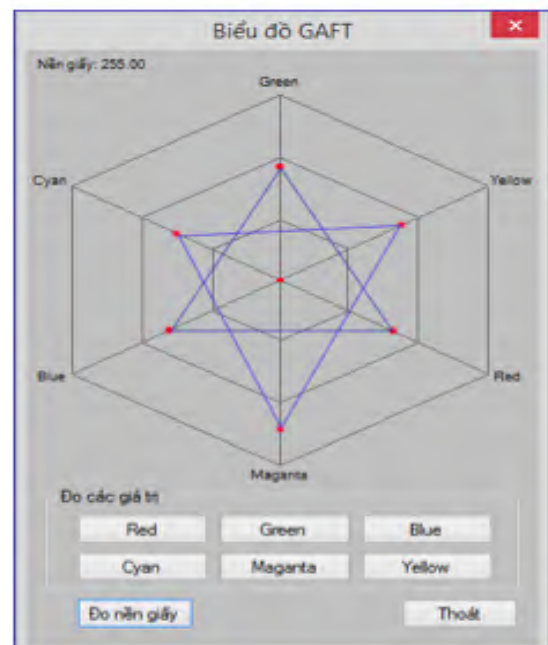 Biểu đồ GAFT
Nền giấy: 255.00
Green
Cyan
Yellow
Blue
Red
Maganta
Đo các giá trị
Red Green Blue
Cyan Maganta Yellow
Đo nền giấy Thoát